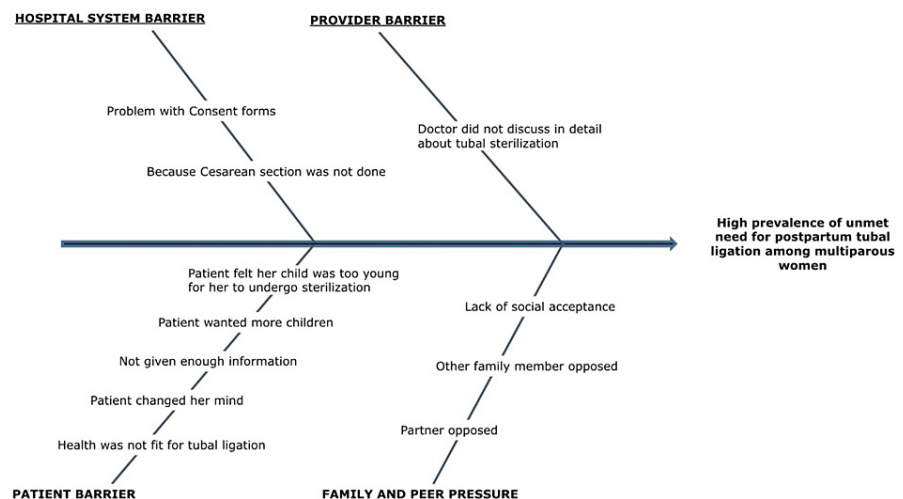 HOSPITAL SYSTEM BARRIER
PROVIDER BARRIER
Problem with Consent forms
Doctor did not discuss in detail
about tubal sterilization
Because Cesarean section was not done
High prevalence of unmet
need for postpartum tubal
ligation among multiparous
women
Patient felt her child was too young
for her to undergo sterilization
Lack of social acceptance
Patient wanted more children
Not given enough information
Other family member opposed
Patient changed her mind
Partner opposed
Health was not fit for tubal ligation
PATIENT BARRIER
FAMILY AND PEER PRESSURE